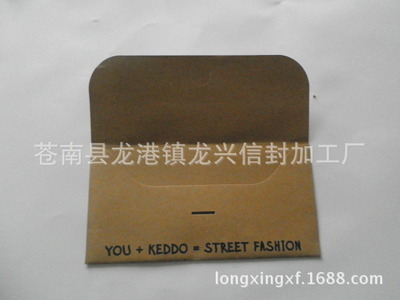 苍南县龙港镇龙兴信封加工厂
YOU + KEDDO = STREET FASHION
longxingxf.1688.com